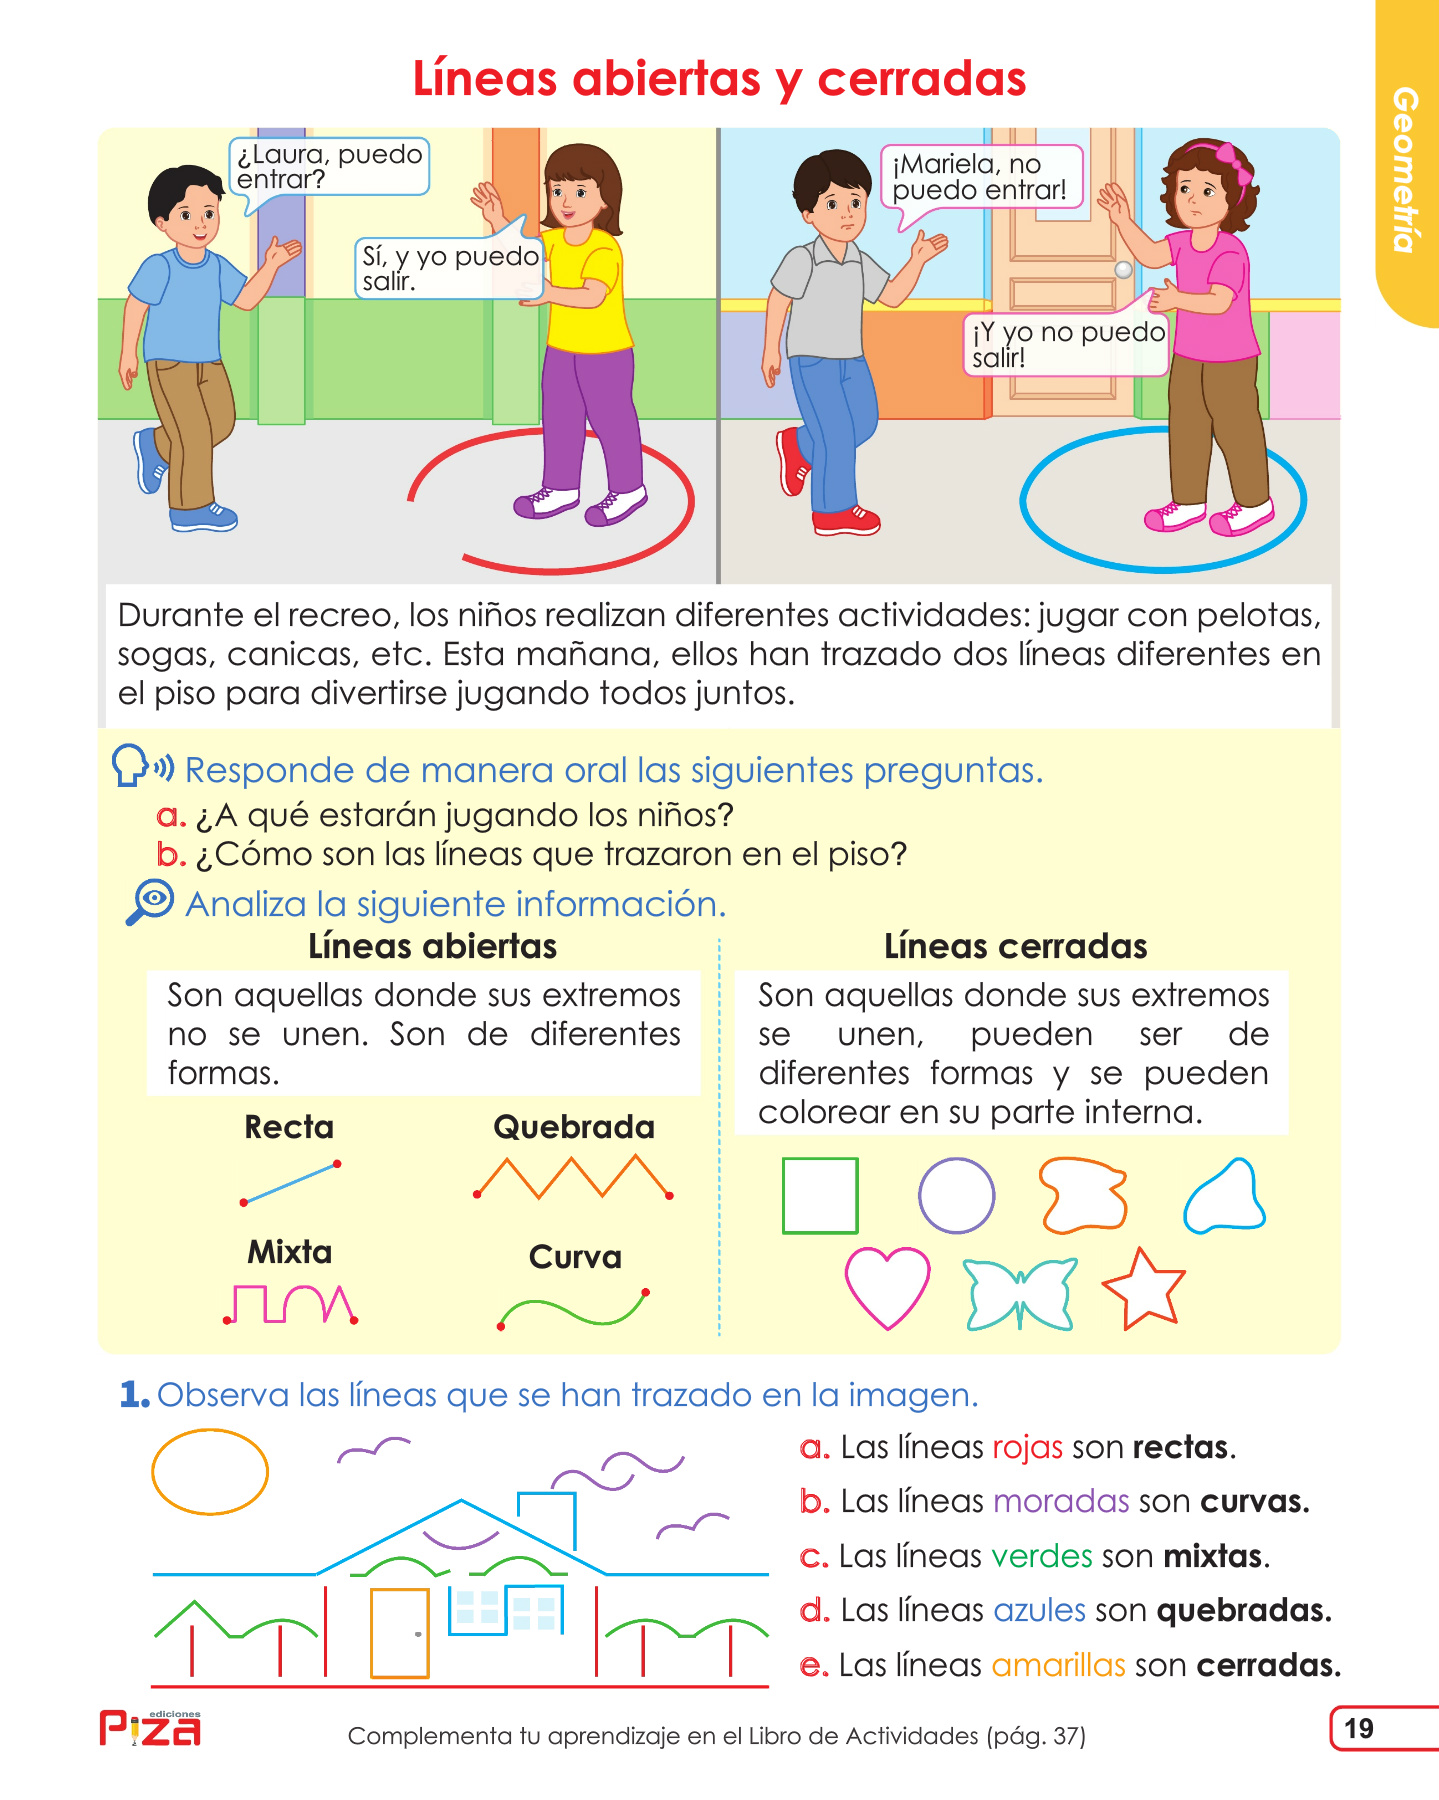 Líneas abiertas y cerradas
Geometría
¿Laura, puedo
entrar?
Sí, y yo puedo
salir.
¡Mariela, no
puedo entrar!
¡Y yo no puedo
salir!
Durante el recreo, los niños realizan diferentes actividades: jugar con pelotas,
sogas, canicas, etc. Esta mañana, ellos han trazado dos líneas diferentes en
el piso para divertirse jugando todos juntos.
Responde de manera oral las siguientes preguntas.
a. ¿A qué estarán jugando los niños?
b. ¿Cómo son las líneas que trazaron en el piso?
Analiza la siguiente información.
Líneas abiertas
Son aquellas donde sus extremos
no se unen. Son de diferentes
formas.
Recta
Quebrada
Mixta
Curva
Líneas cerradas
Son aquellas donde sus extremos
se unen, pueden ser de
diferentes formas y se pueden
colorear en su parte interna.
1. Observa las líneas que se han trazado en la imagen.
a. Las líneas rojas son rectas.
b. Las líneas moradas son curvas.
c. Las líneas verdes son mixtas.
d. Las líneas azules son quebradas.
e. Las líneas amarillas son cerradas.
ediciones
Piza
Complementa tu aprendizaje en el Libro de Actividades (pág. 37)
19